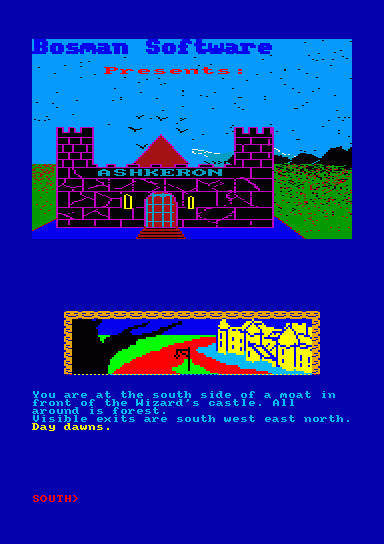 Bosman Software
Presents:
ASHKERON
You are at the south side of a moat in
front of the Wizard's castle. All
around is forest.
Visible exits are south west east north.
Day dawns.
SOUTH>